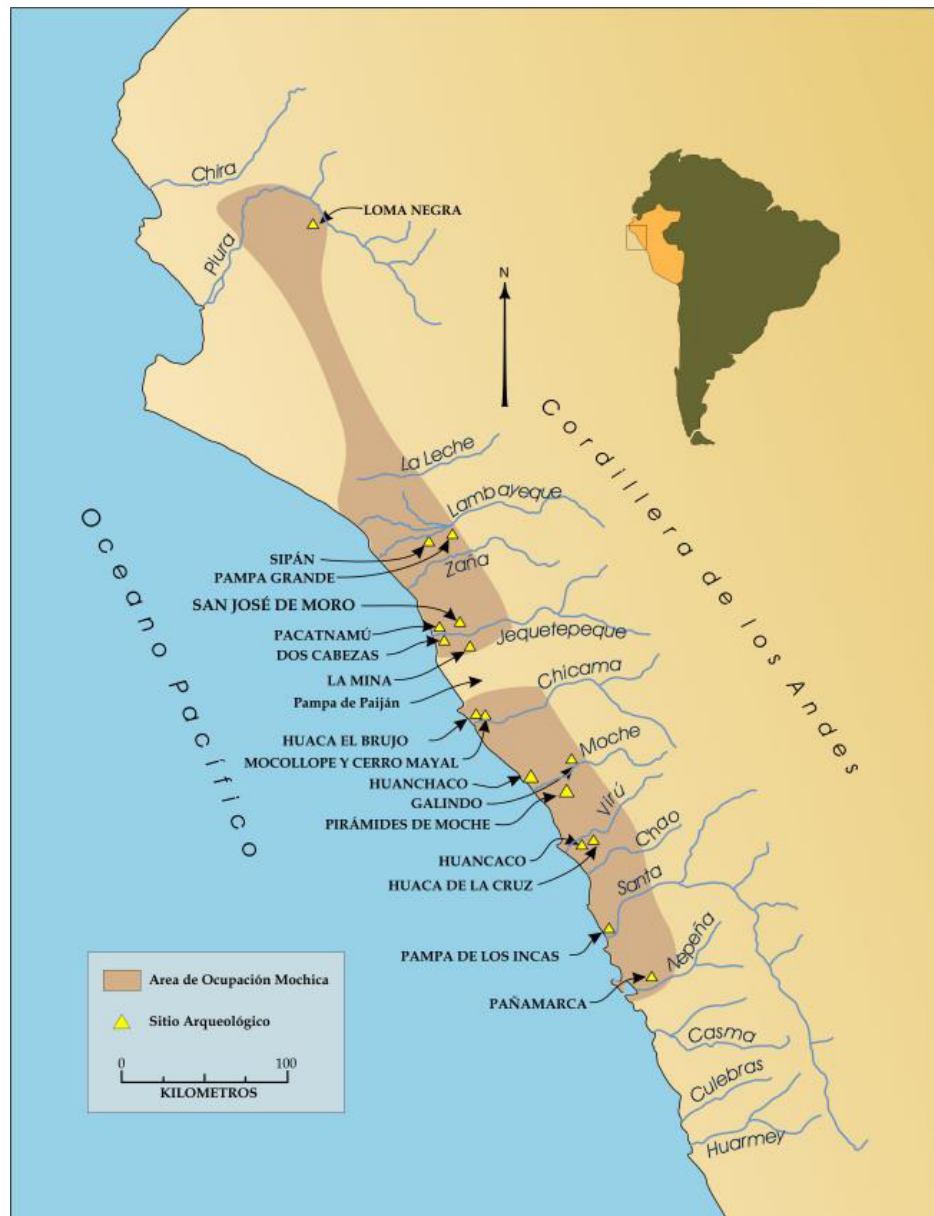 Chira
LOMA NEGRA
Piura
N
Cordillera de los Andes
La Leche
Lambayeque
Oceano Pacífico
SIPÁN
Zaña
PAMPA GRANDE
SAN JOSÉ DE MORO
PACATNAMÚ
Jequetepeque
DOS CABEZAS
LA MINA
Chicama
Pampa de Paiján
HUACA EL BRUJO
Moche
MOCOLLOPE Y CERRO MAYAL
HUANCHACO
GALINDO
Virú
PIRÁMIDES DE MOCHE
Chao
HUANCACO
HUACA DE LA CRUZ
Santa
Nepeña
PAMPA DE LOS INCAS
PAÑAMARCA
Area de Ocupación Mochica
Sitio Arqueológico
0 100
KILOMETROS
Casma
Culebras
Huarmey